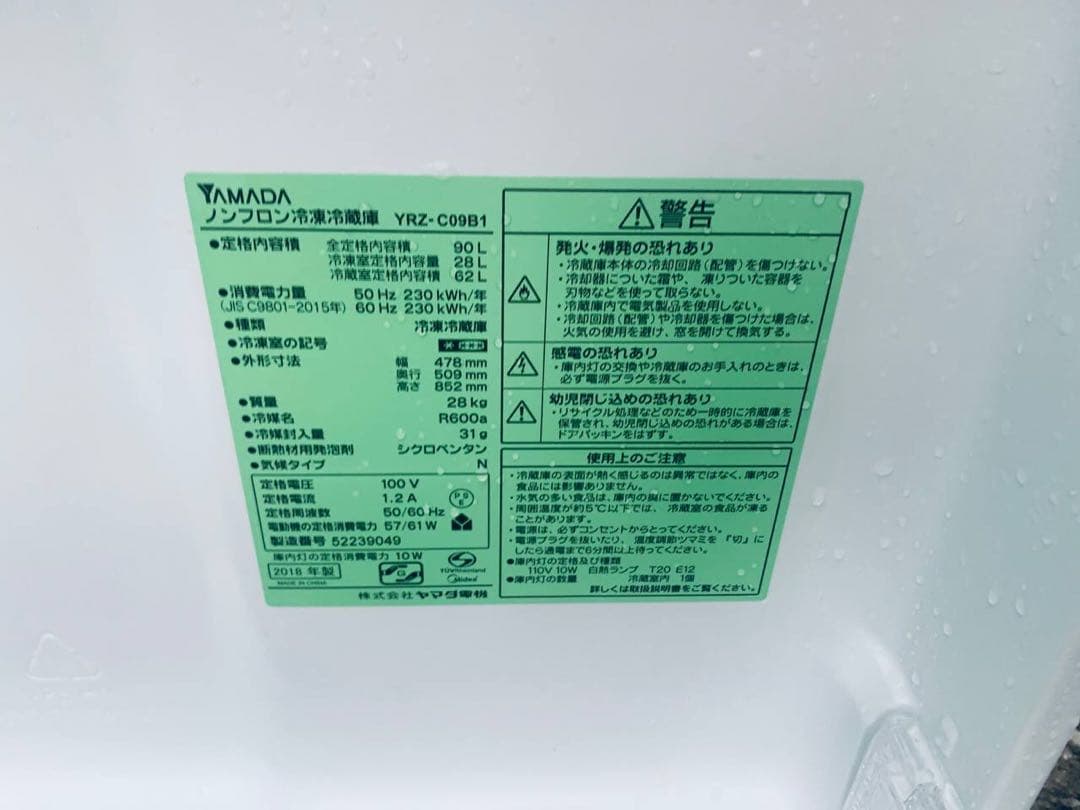 YAMADA
ノンフロン冷凍冷蔵庫 YRZ-C09B1
●定格内容積 全定格内容積 90 L
冷凍室定格内容量 28 L
冷蔵室定格内容積 62 L
●消費電力量 50 Hz 230 kWh/年
(JIS C9801-2015年) 60 Hz 230 kWh/年
●種類 冷凍冷蔵庫
●冷凍室の記号
●外形寸法 幅 478 mm
奥行 509 mm
高さ 852 mm
●質量 28 kg
●冷媒名 R600a
●冷媒封入量 31 g
●断熱材用発泡剤 シクロペンタン
●気候タイプ N
定格電圧 100 V
定格電流 1.2 A
定格周波数 50/60 Hz
電動機の定格消費電力 57/61 W
製造番号 52239049
PSE
庫内灯の定格消費電力 10W
2018 年製
MADE IN CHINA
G
TÜVRheinland
Midea
株式会社 ヤマダ電機
警告
発火・爆発の恐れあり
・冷蔵庫本体の冷却回路(配管)を傷つけない。
・冷却器についた霜や、凍りついた容器を
刃物などを使って取らない。
・冷蔵庫内で電気製品を使用しない。
・冷却回路(配管)や冷却器を傷つけた場合は、
火気の使用を避け、窓を開けて換気する。
感電の恐れあり
・庫内灯の交換や冷蔵庫のお手入れのときは、
必ず電源プラグを抜く。
幼児閉じ込めの恐れあり
・リサイクル処理などのため一時的に冷蔵庫を
保管され、幼児閉じ込めの恐れがある場合は、
ドアパッキンをはずす。
使用上のご注意
・冷蔵庫の表面が熱く感じるのは異常ではなく、庫内の
食品には影響ありません。
・水気の多い食品は、庫内の奥に置かないでください。
・周囲温度が約5℃以下では、冷蔵室の食品が凍る
ことがあります。
・電源は、必ずコンセントからとってください。
・電源プラグを抜いたり、温度調節ツマミを「切」に
したら通電まで6分間以上待ってください。
●庫内灯の定格及び種類
110V 10W 白熱ランプ T20 E12
●庫内灯の数量 冷蔵室内 1個
詳しくは取扱説明書をご覧ください。